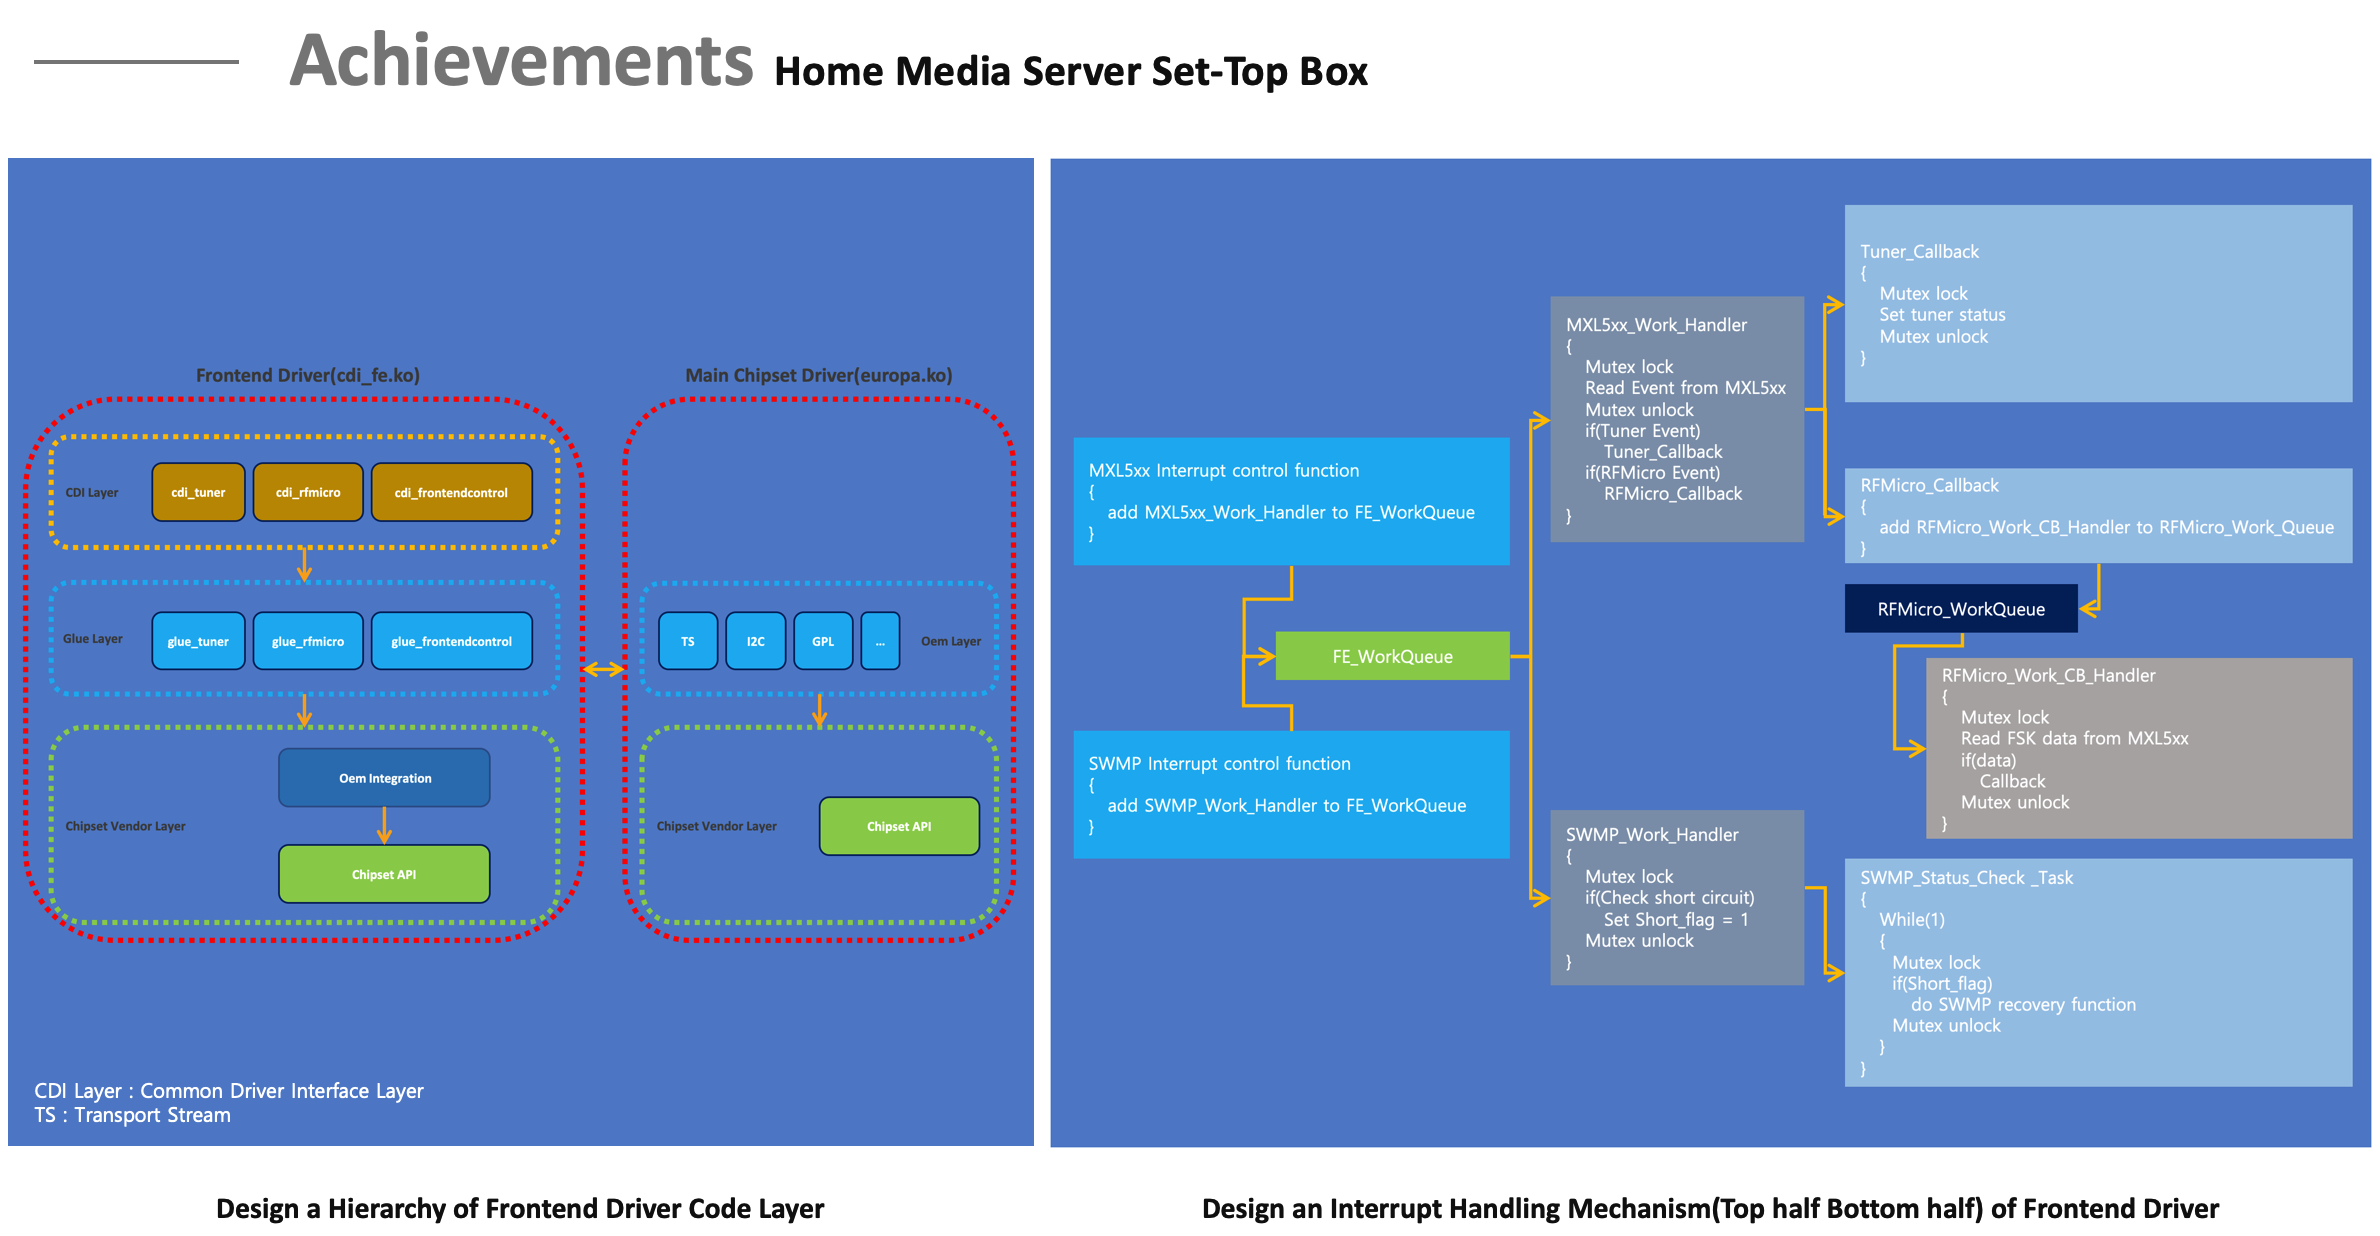 Achievements Home Media Server Set-Top Box
Frontend Driver(cdi_fe.ko)
CDI Layer
cdi_tuner
cdi_rfmicro
cdi_frontendcontrol
Glue Layer
glue_tuner
glue_rfmicro
glue_frontendcontrol
Chipset Vendor Layer
Oem Integration
Chipset API
Main Chipset Driver(europa.ko)
TS
I2C
GPL
...
Oem Layer
Chipset Vendor Layer
Chipset API
CDI Layer : Common Driver Interface Layer
TS : Transport Stream
Design a Hierarchy of Frontend Driver Code Layer
MXL5xx Interrupt control function
{
add MXL5xx_Work_Handler to FE_WorkQueue
}
FE_WorkQueue
SWMP Interrupt control function
{
add SWMP_Work_Handler to FE_WorkQueue
}
MXL5xx_Work_Handler
{
Mutex lock
Read Event from MXL5xx
Mutex unlock
if(Tuner Event)
Tuner_Callback
if(RFMicro Event)
RFMicro_Callback
}
SWMP_Work_Handler
{
Mutex lock
if(Check short circuit)
Set Short_flag = 1
Mutex unlock
}
Tuner_Callback
{
Mutex lock
Set tuner status
Mutex unlock
}
RFMicro_Callback
{
add RFMicro_Work_CB_Handler to RFMicro_Work_Queue
}
RFMicro_WorkQueue
RFMicro_Work_CB_Handler
{
Mutex lock
Read FSK data from MXL5xx
if(data)
Callback
Mutex unlock
}
SWMP_Status_Check _Task
{
While(1)
{
Mutex lock
if(Short_flag)
do SWMP recovery function
Mutex unlock
}
}
Design an Interrupt Handling Mechanism(Top half Bottom half) of Frontend Driver